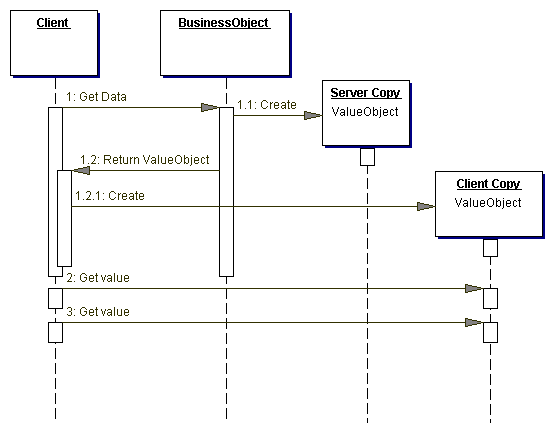 Client
BusinessObject
Server Copy
ValueObject
1: Get Data
1.1: Create
1.2: Return ValueObject
Client Copy
ValueObject
1.2.1: Create
2: Get value
3: Get value